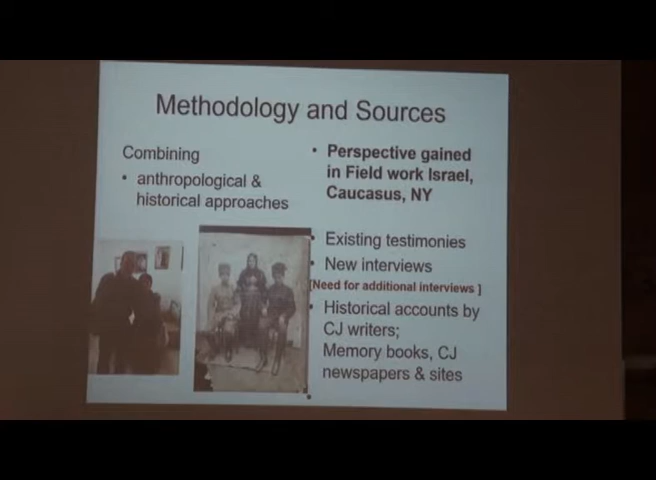 Methodology and Sources
Combining
• anthropological &
historical approaches
• Perspective gained
in Field work Israel,
Caucasus, NY
• Existing testimonies
• New interviews
[Need for additional interviews ]
• Historical accounts by
CJ writers;
Memory books, CJ
newspapers & sites
•